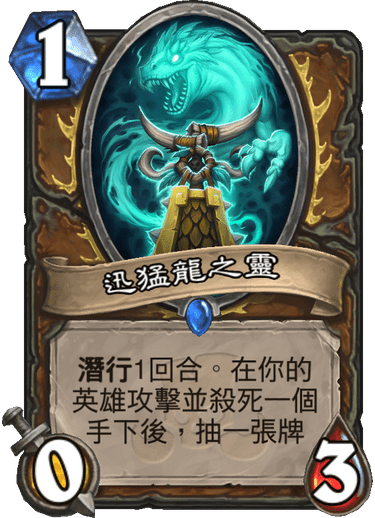 1
迅猛龍之靈
潛行1回合。在你的
英雄攻擊並殺死一個
手下後，抽一張牌
0
3